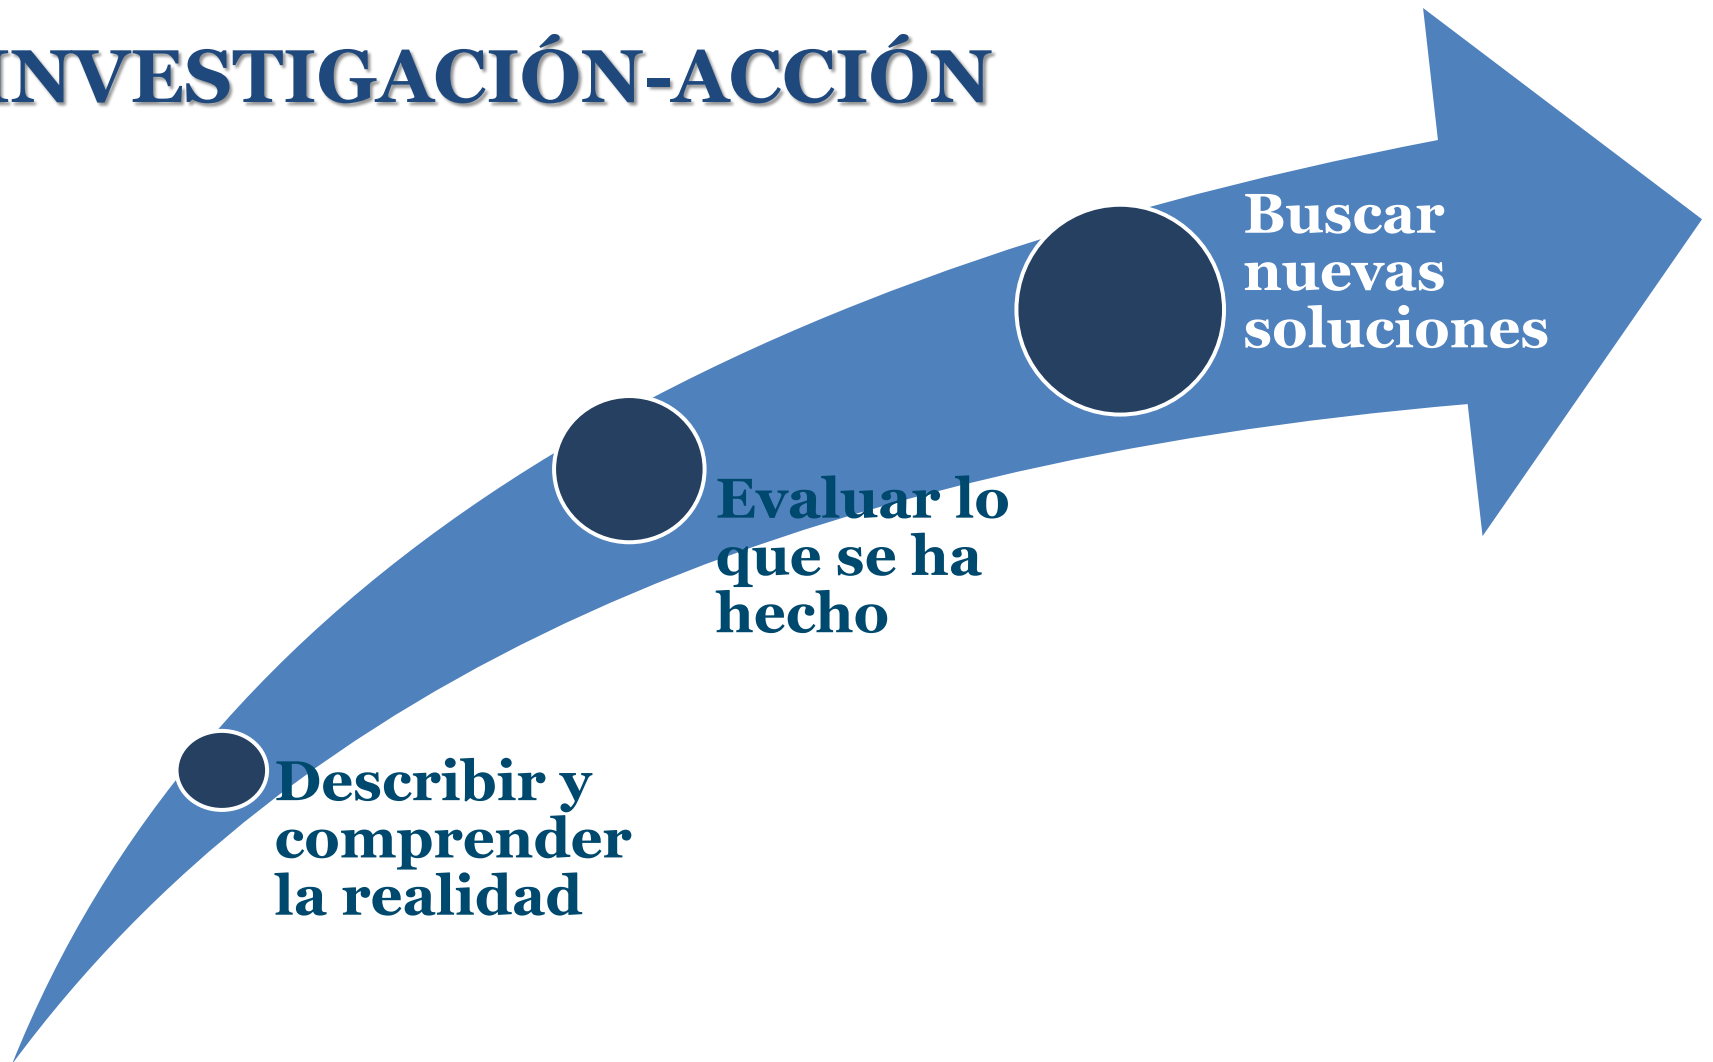 INVESTIGACIÓN-ACCIÓN
Buscar
nuevas
soluciones
Evaluar lo
que se ha
hecho
Describir y
comprender
la realidad